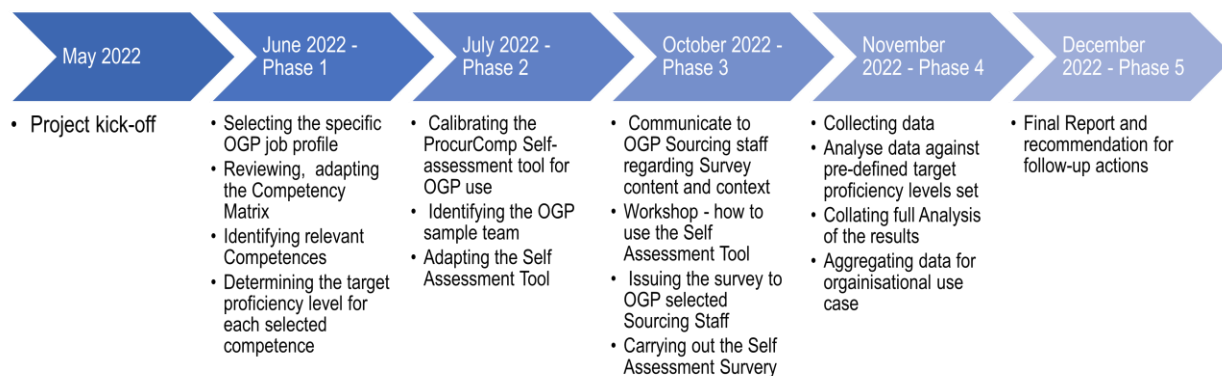 May 2022
June 2022 -
Phase 1
July 2022 -
Phase 2
October 2022 -
Phase 3
November
2022 - Phase 4
December
2022 - Phase 5
• Project kick-off
• Selecting the specific
OGP job profile
• Reviewing, adapting
the Competency
Matrix
• Identifying relevant
Competences
• Determining the target
proficiency level for
each selected
competence
• Calibrating the
ProcurComp Self-
assessment tool for
OGP use
• Identifying the OGP
sample team
• Adapting the Self
Assessment Tool
• Communicate to
OGP Sourcing staff
regarding Survey
content and context
• Workshop - how to
use the Self
Assessment Tool
• Issuing the survey to
OGP selected
Sourcing Staff
• Carrying out the Self
Assessment Survery
• Collecting data
• Analyse data against
pre-defined target
proficiency levels set
• Collating full Analysis
of the results
• Aggregating data for
orgainisational use
case
• Final Report and
recommendation for
follow-up actions